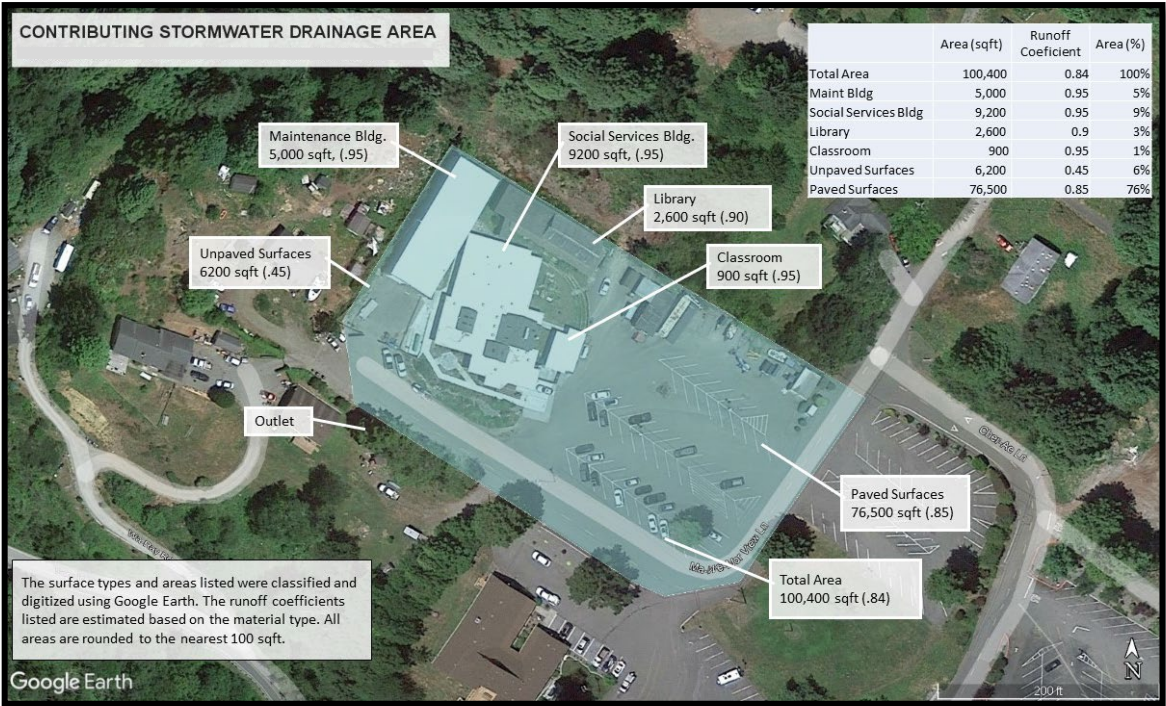 CONTRIBUTING STORMWATER DRAINAGE AREA
Area (sqft) Runoff Coeficient Area (%)
Total Area 100,400 0.84 100%
Maint Bldg 5,000 0.95 5%
Social Services Bldg 9,200 0.95 9%
Library 2,600 0.9 3%
Classroom 900 0.95 1%
Unpaved Surfaces 6,200 0.45 6%
Paved Surfaces 76,500 0.85 76%
Maintenance Bldg.
5,000 sqft, (.95)
Social Services Bldg.
9200 sqft, (.95)
Library
2,600 sqft (.90)
Unpaved Surfaces
6200 sqft (.45)
Classroom
900 sqft (.95)
Outlet
Cher-Ae Ln
Paved Surfaces
76,500 sqft (.85)
Total Area
100,400 sqft (.84)
The surface types and areas listed were classified and
digitized using Google Earth. The runoff coefficients
listed are estimated based on the material type. All
areas are rounded to the nearest 100 sqft.
Google Earth
N
200 ft